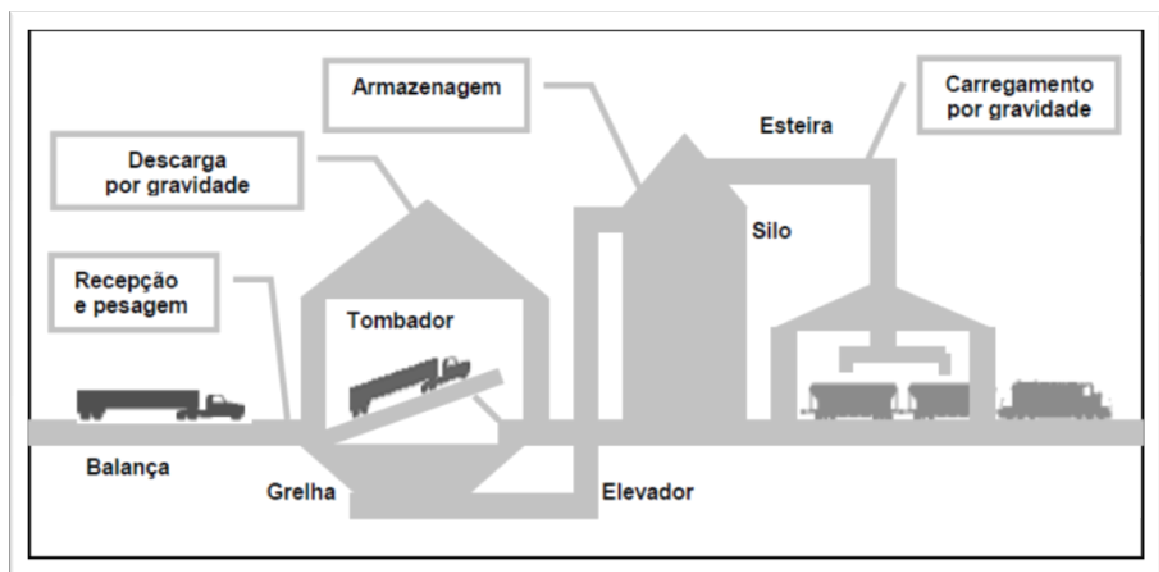 Armazenagem
Carregamento
por gravidade
Esteira
Descarga
por gravidade
Silo
Recepção
e pesagem
Tombador
Balança
Grelha
Elevador